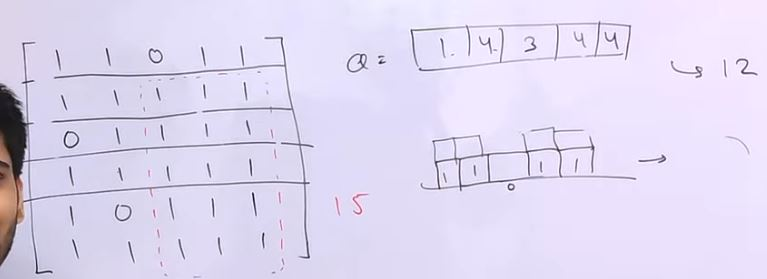 1 1 0 1 1
1 1 1 1 1
0 1 1 1 1
1 1 1 1 1
1 0 1 1 1
1 1 1 1 1
15
a = 1. 4. 3 4 4
↳ 12
1 1 0 1 1 →